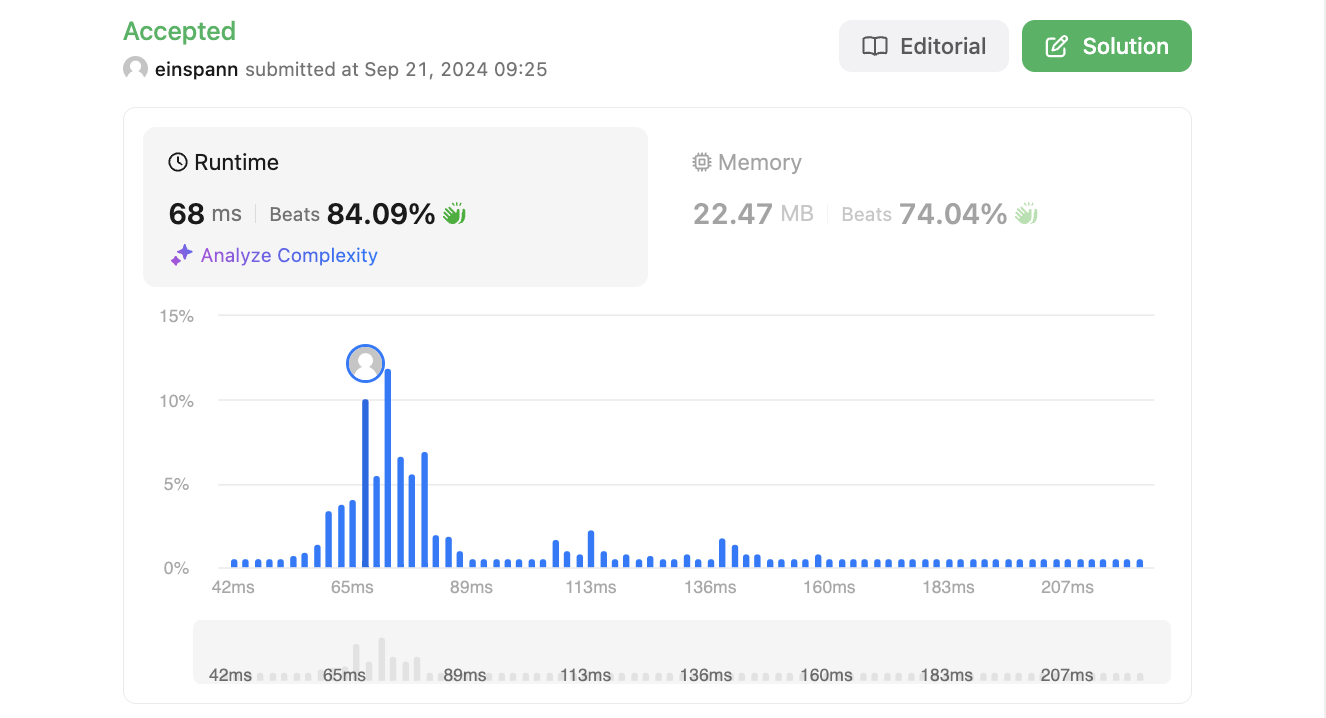 Accepted
einspann submitted at Sep 21, 2024 09:25
Editorial
Solution
Runtime
68 ms Beats 84.09%
Analyze Complexity
Memory
22.47 MB Beats 74.04%
15%
10%
5%
0%
42ms 65ms 89ms 113ms 136ms 160ms 183ms 207ms
42ms 65ms 89ms 113ms 136ms 160ms 183ms 207ms